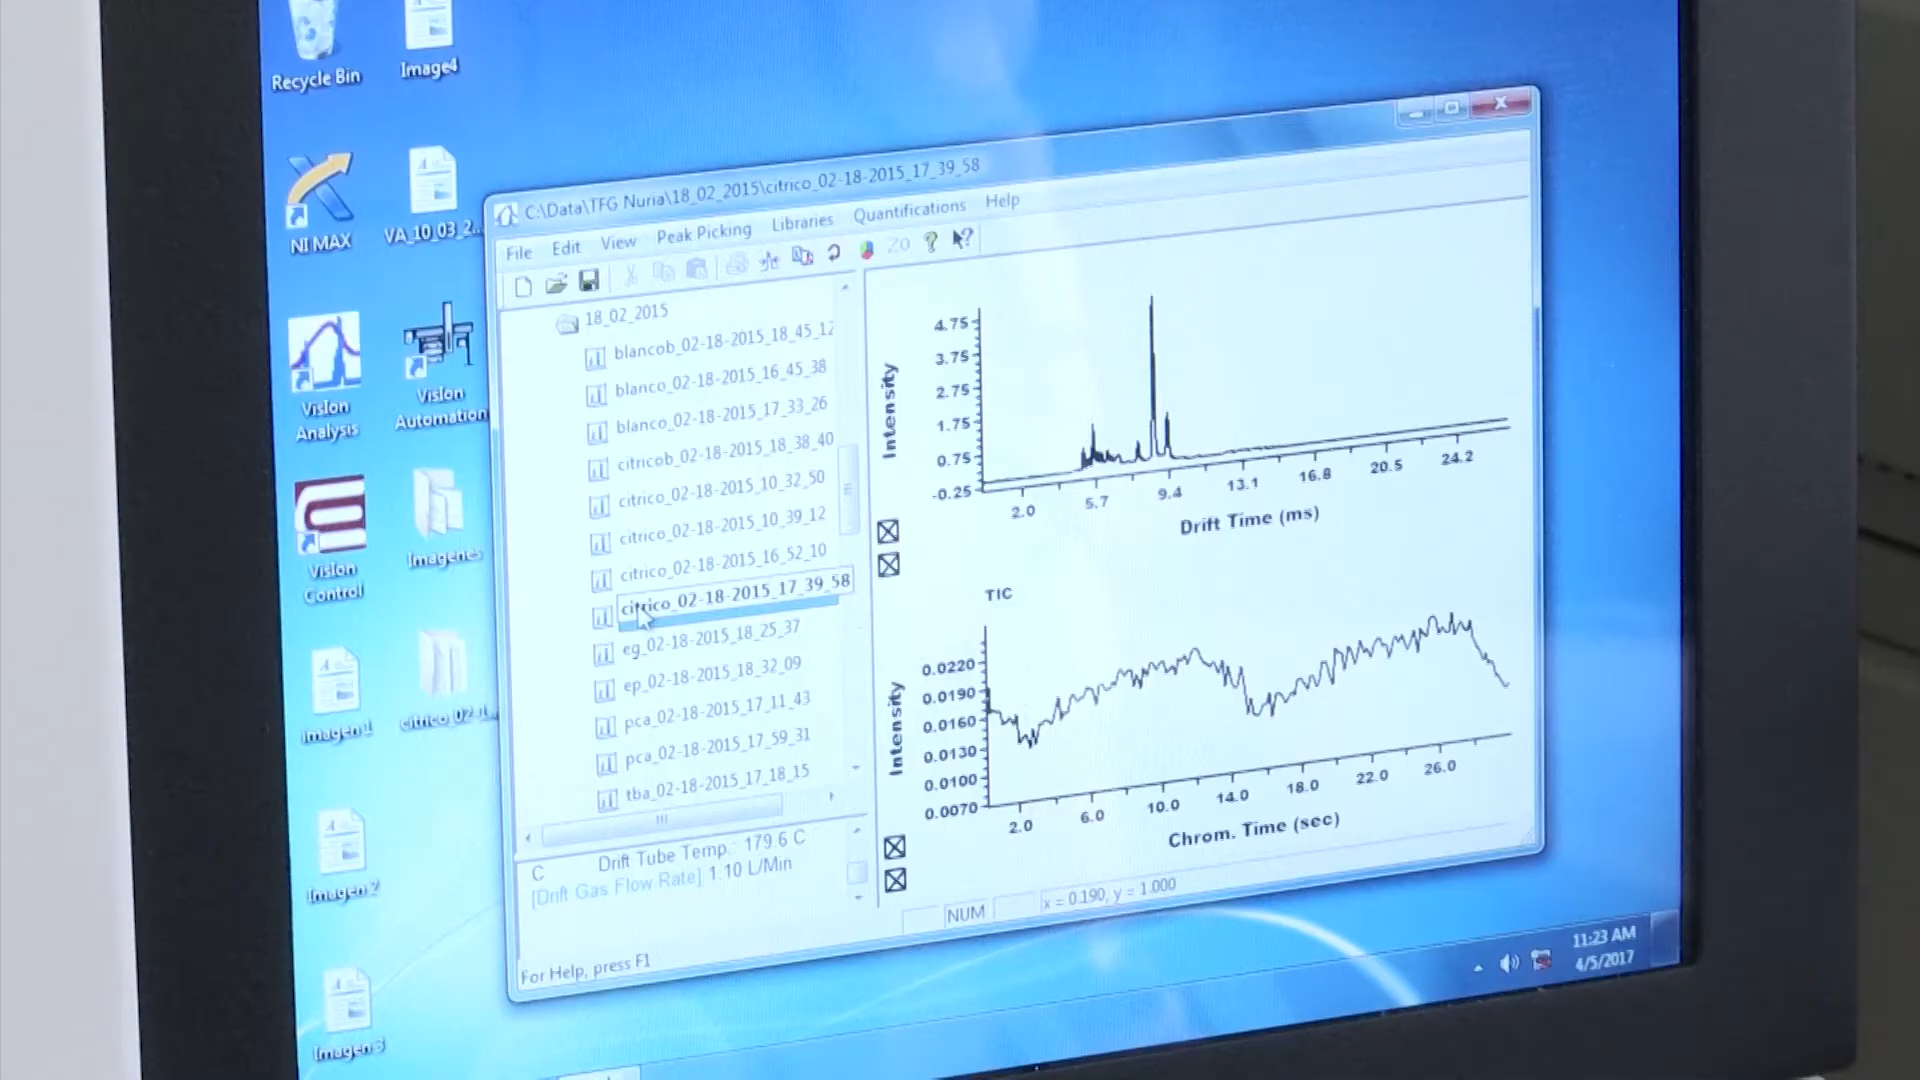 Recycle Bin
Image4
NI MAX
VA_10_03_2...
Vision Analysis
Vision Automation
Vision Control
Imagenes
Imagen 1
citrico_02-1...
Imagen 2
Imagen 3
C:\Data\TFG Nuria\18_02_2015\citrico_02-18-2015_17_39_58
File Edit View Peak Picking Libraries Quantifications Help
18_02_2015
blancob_02-18-2015_18_45_12
blanco_02-18-2015_16_45_38
blanco_02-18-2015_17_33_26
citricob_02-18-2015_18_38_40
citrico_02-18-2015_10_32_50
citrico_02-18-2015_10_39_12
citrico_02-18-2015_16_52_10
citrico_02-18-2015_17_39_58
eg_02-18-2015_18_25_37
ep_02-18-2015_18_32_09
pca_02-18-2015_17_11_43
pca_02-18-2015_17_59_31
tba_02-18-2015_17_18_15
C Drift Tube Temp.: 179.6 C
[Drift Gas Flow Rate] 1.10 L/Min
Intensity
4.75
3.75
2.75
1.75
0.75
-0.25
2.0 5.7 9.4 13.1 16.8 20.5 24.2
Drift Time (ms)
TIC
Intensity
0.0220
0.0190
0.0160
0.0130
0.0100
0.0070
2.0 6.0 10.0 14.0 18.0 22.0 26.0
Chrom. Time (sec)
NUM x = 0.190, y = 1.000
For Help, press F1
11:23 AM
4/5/2017